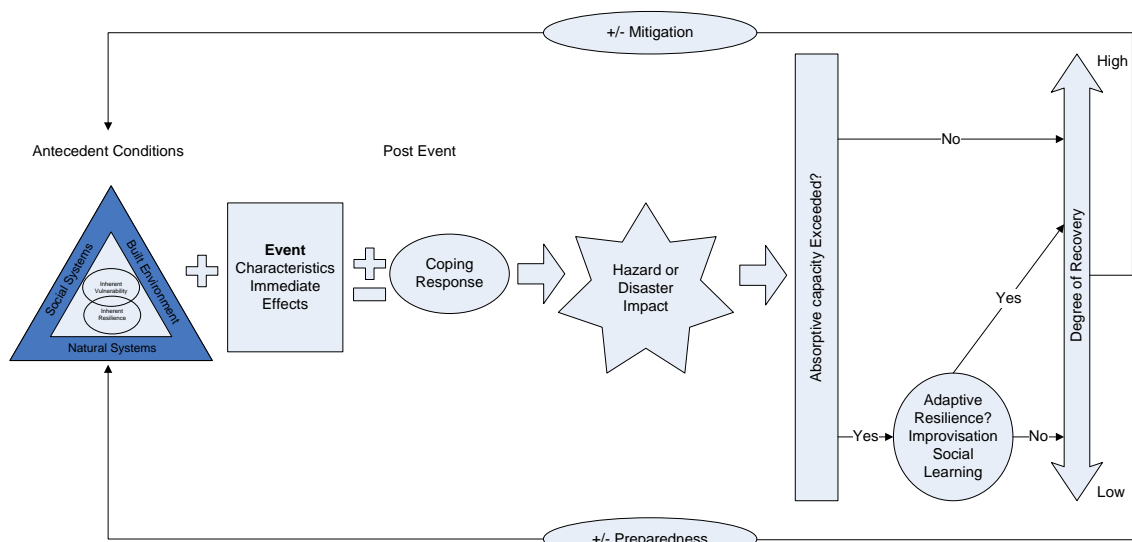 +/- Mitigation
High
Antecedent Conditions
Post Event
No
Yes
Social Systems
Built Environment
Natural Systems
Inherent
Vulnerability
Inherent
Resilience
Event
Characteristics
Immediate
Effects
Coping
Response
Hazard or
Disaster
Impact
Absorptive capacity Exceeded?
Yes
Adaptive
Resilience?
Improvisation
Social
Learning
No
Degree of Recovery
Low
+/- Preparedness